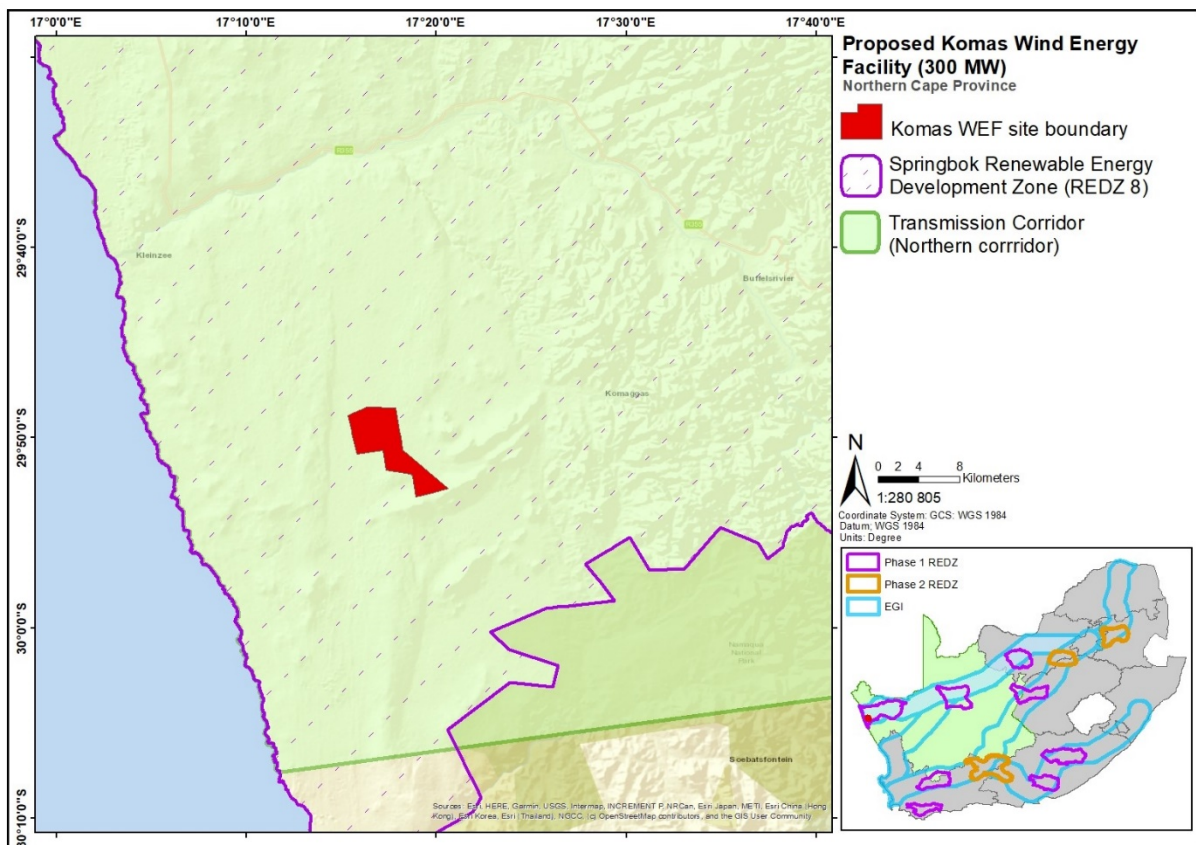 17°0'0"E 17°10'0"E 17°20'0"E 17°30'0"E 17°40'0"E
29°40'0"S
29°50'0"S
30°0'0"S
30°10'0"S
Kleinzee
Buffelsrivier
Komaggas
Namaqua
National
Park
Soebatsfontein
Sources: Esri, HERE, Garmin, USGS, Intermap, INCREMENT P, NRCan, Esri Japan, METI, Esri China (Hong
Kong), Esri Korea, Esri (Thailand), NGCC, (c) OpenStreetMap contributors, and the GIS User Community
Proposed Komas Wind Energy
Facility (300 MW)
Northern Cape Province
Komas WEF site boundary
Springbok Renewable Energy
Development Zone (REDZ 8)
Transmission Corridor
(Northern corrridor)
N
0 2 4 8
Kilometers
1:280 805
Coordinate System: GCS: WGS 1984
Datum; WGS 1984
Units: Degree
Phase 1 REDZ
Phase 2 REDZ
EGI